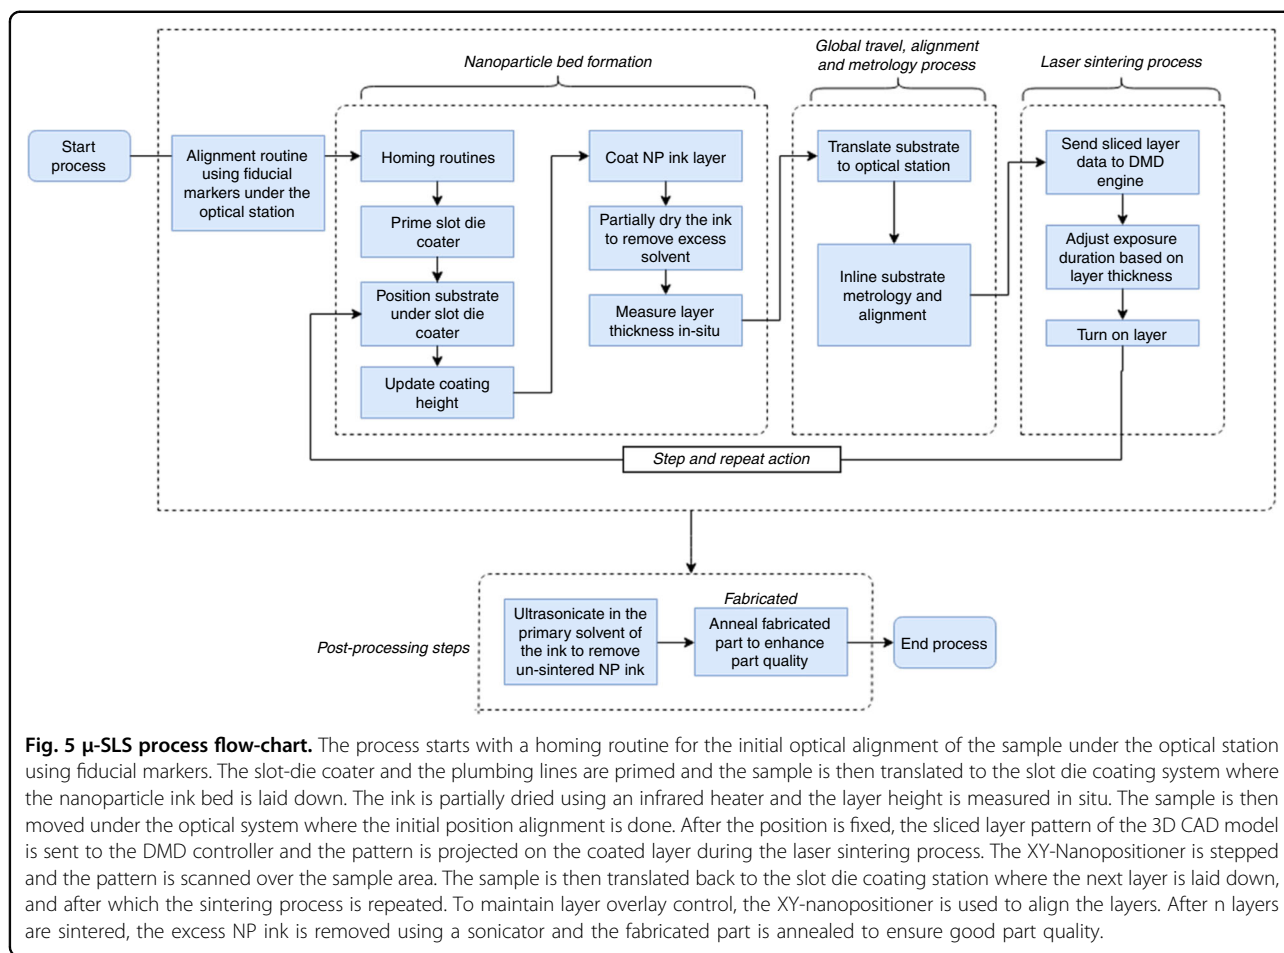 Nanoparticle bed formation
Global travel, alignment
and metrology process
Laser sintering process
Start
process
Alignment routine
using fiducial
markers under the
optical station
Homing routines
Prime slot die
coater
Position substrate
under slot die
coater
Update coating
height
Coat NP ink layer
Partially dry the ink
to remove excess
solvent
Measure layer
thickness in-situ
Translate substrate
to optical station
Inline substrate
metrology and
alignment
Send sliced layer
data to DMD
engine
Adjust exposure
duration based on
layer thickness
Turn on layer
Step and repeat action
Post-processing steps
Ultrasonicate in the
primary solvent of
the ink to remove
un-sintered NP ink
Fabricated
Anneal fabricated
part to enhance
part quality
End process
Fig. 5 µ-SLS process flow-chart. The process starts with a homing routine for the initial optical alignment of the sample under the optical station
using fiducial markers. The slot-die coater and the plumbing lines are primed and the sample is then translated to the slot die coating system where
the nanoparticle ink bed is laid down. The ink is partially dried using an infrared heater and the layer height is measured in situ. The sample is then
moved under the optical system where the initial position alignment is done. After the position is fixed, the sliced layer pattern of the 3D CAD model
is sent to the DMD controller and the pattern is projected on the coated layer during the laser sintering process. The XY-Nanopositioner is stepped
and the pattern is scanned over the sample area. The sample is then translated back to the slot die coating station where the next layer is laid down,
and after which the sintering process is repeated. To maintain layer overlay control, the XY-nanopositioner is used to align the layers. After n layers
are sintered, the excess NP ink is removed using a sonicator and the fabricated part is annealed to ensure good part quality.